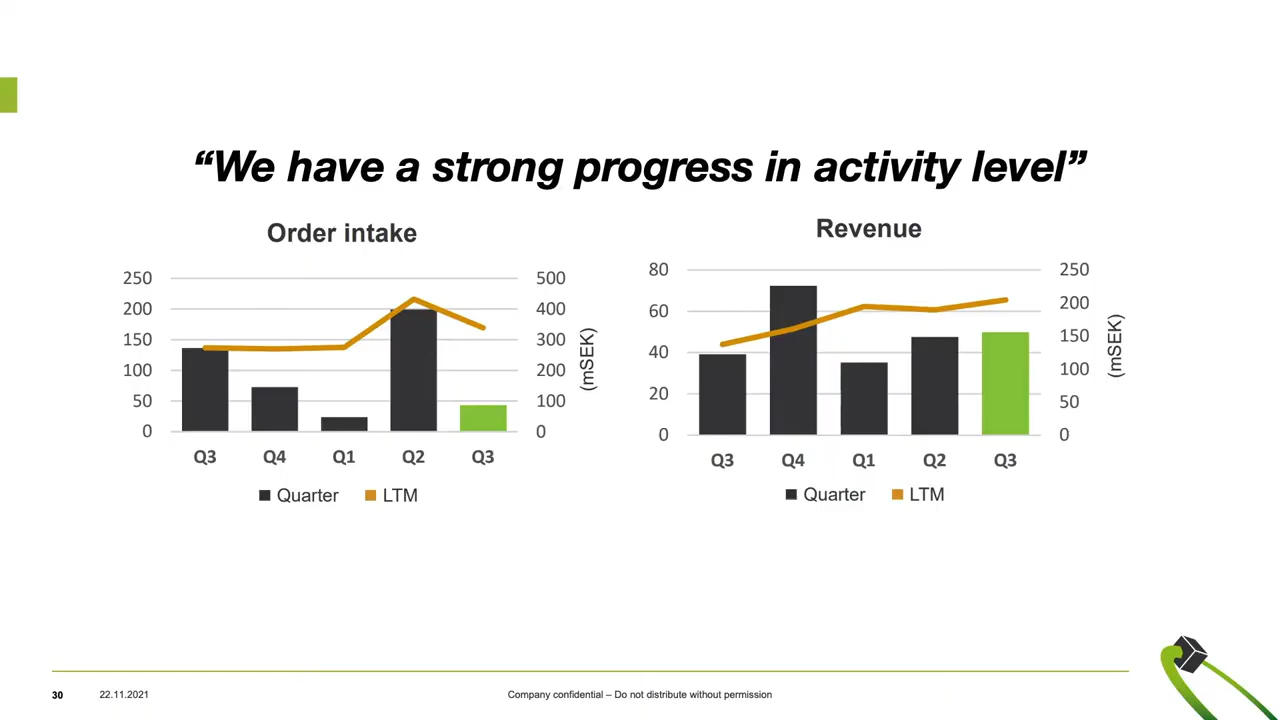 “We have a strong progress in activity level”
Order intake
250
200
150
100
50
0
500
400
300
200
100
0
(mSEK)
Q3 Q4 Q1 Q2 Q3
Quarter LTM
Revenue
80
60
40
20
0
250
200
150
100
50
0
(mSEK)
Q3 Q4 Q1 Q2 Q3
Quarter LTM
30 22.11.2021 Company confidential – Do not distribute without permission